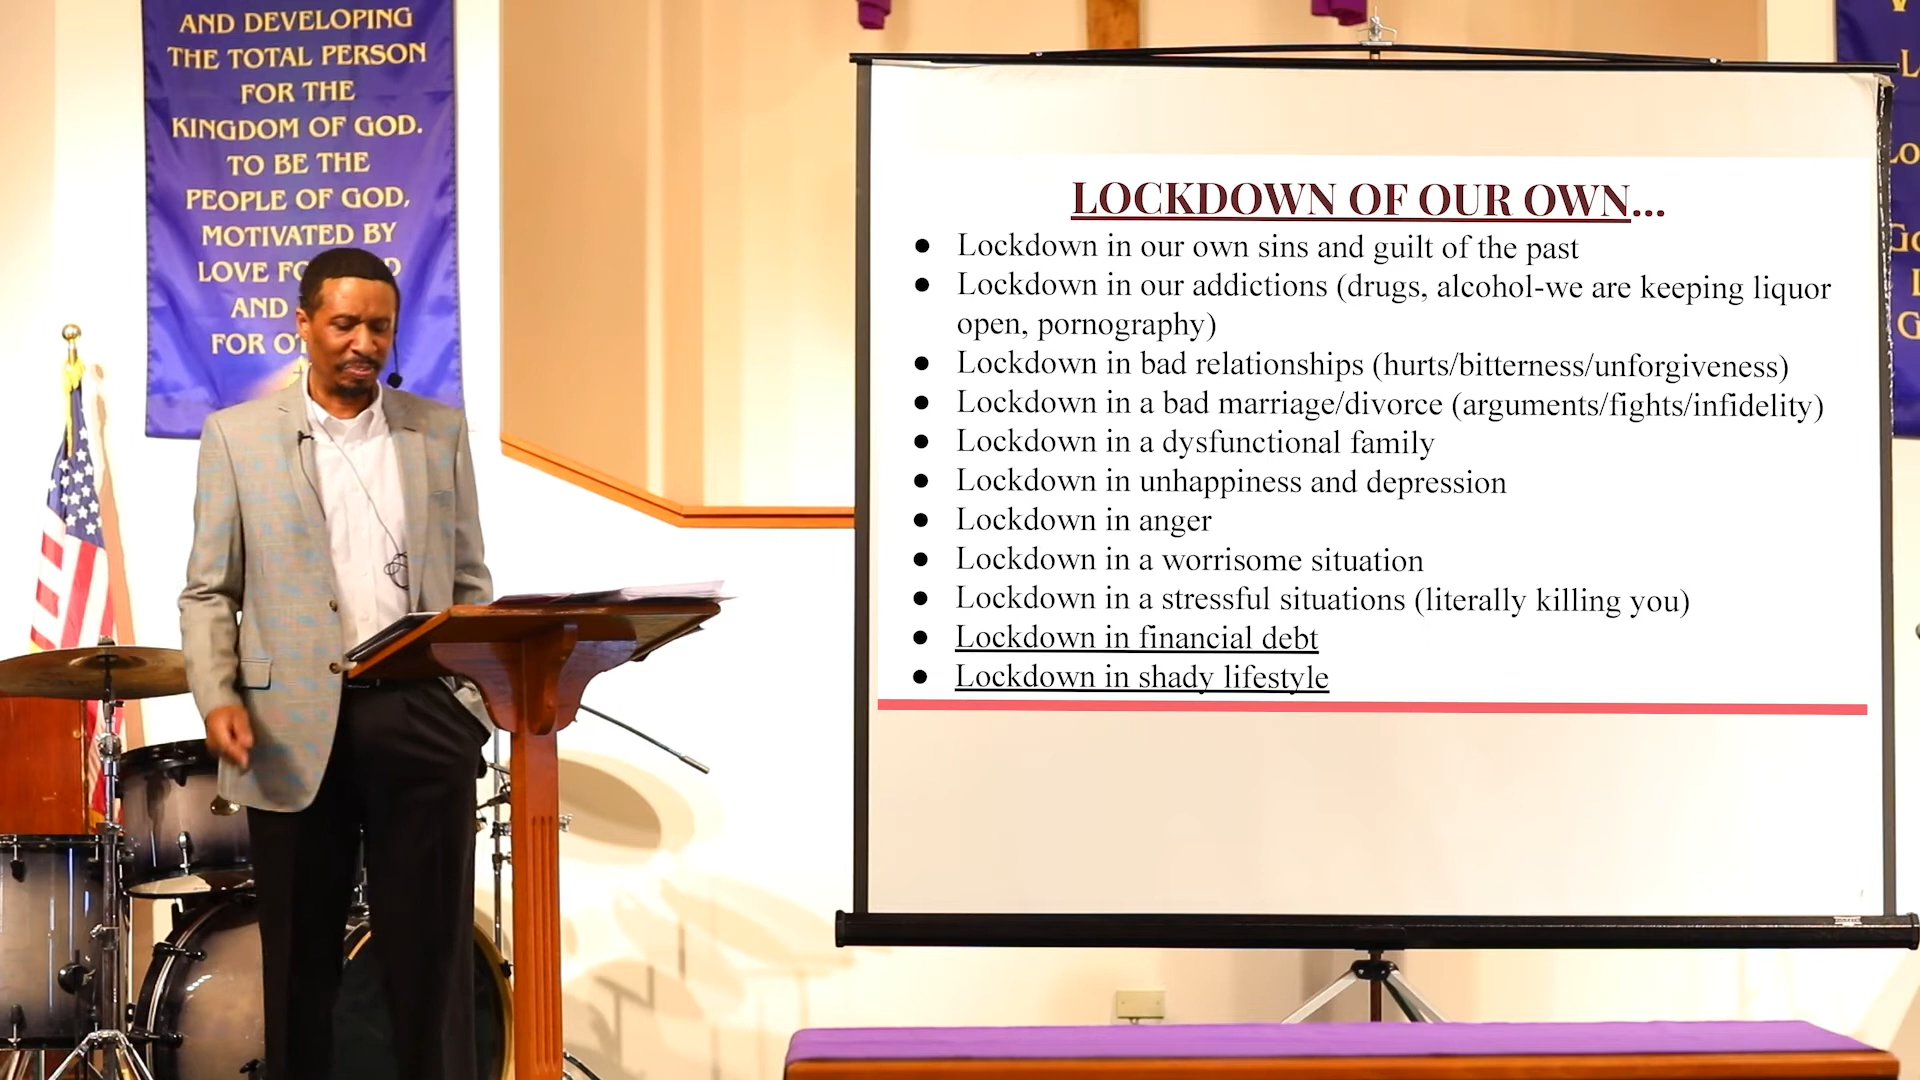 AND DEVELOPING
THE TOTAL PERSON
FOR THE
KINGDOM OF GOD.
TO BE THE
PEOPLE OF GOD,
MOTIVATED BY
LOVE
AND
FOR
LOCKDOWN OF OUR OWN...
● Lockdown in our own sins and guilt of the past
● Lockdown in our addictions (drugs, alcohol-we are keeping liquor
open, pornography)
● Lockdown in bad relationships (hurts/bitterness/unforgiveness)
● Lockdown in a bad marriage/divorce (arguments/fights/infidelity)
● Lockdown in a dysfunctional family
● Lockdown in unhappiness and depression
● Lockdown in anger
● Lockdown in a worrisome situation
● Lockdown in a stressful situations (literally killing you)
● Lockdown in financial debt
● Lockdown in shady lifestyle